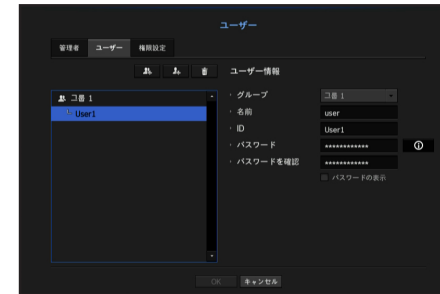 ユーザー
管理者 ユーザー 権限設定
ユーザー情報
그룹 1
User1
・ グループ 그룹 1
・ 名前 user
・ ID User1
・ パスワード ************
・ パスワードを確認 ************
パスワードの表示
OK キャンセル